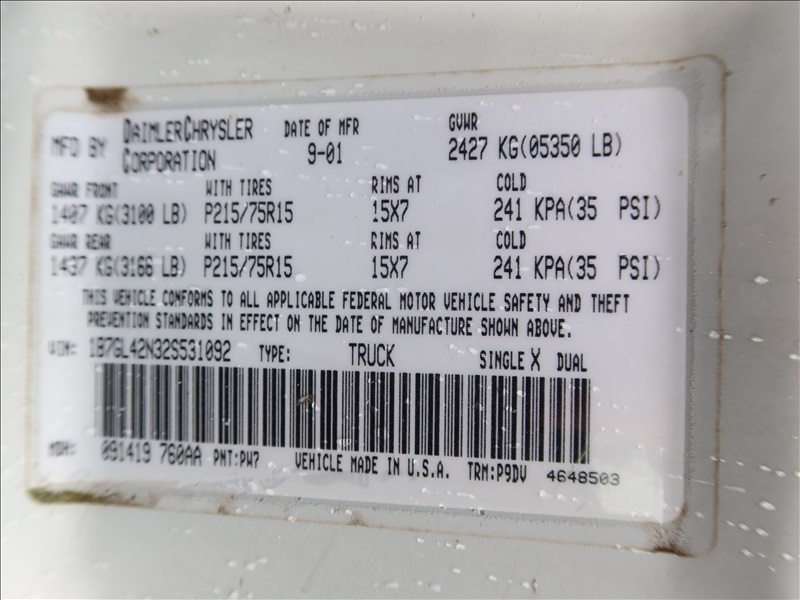 MFD BY DAIMLERCHRYSLER CORPORATION DATE OF MFR 9-01 GVWR 2427 KG(05350 LB)
GAWR FRONT WITH TIRES RIMS AT COLD
1407 KG(3100 LB) P215/75R15 15X7 241 KPA(35 PSI)
GAWR REAR WITH TIRES RIMS AT COLD
1437 KG(3166 LB) P215/75R15 15X7 241 KPA(35 PSI)
THIS VEHICLE CONFORMS TO ALL APPLICABLE FEDERAL MOTOR VEHICLE SAFETY AND THEFT
PREVENTION STANDARDS IN EFFECT ON THE DATE OF MANUFACTURE SHOWN ABOVE.
VIN: 1B7GL42N32S531092 TYPE: TRUCK SINGLE X DUAL
MDH: 091419 760AA PNT:PW7 VEHICLE MADE IN U.S.A. TRM:P9DV 4648503